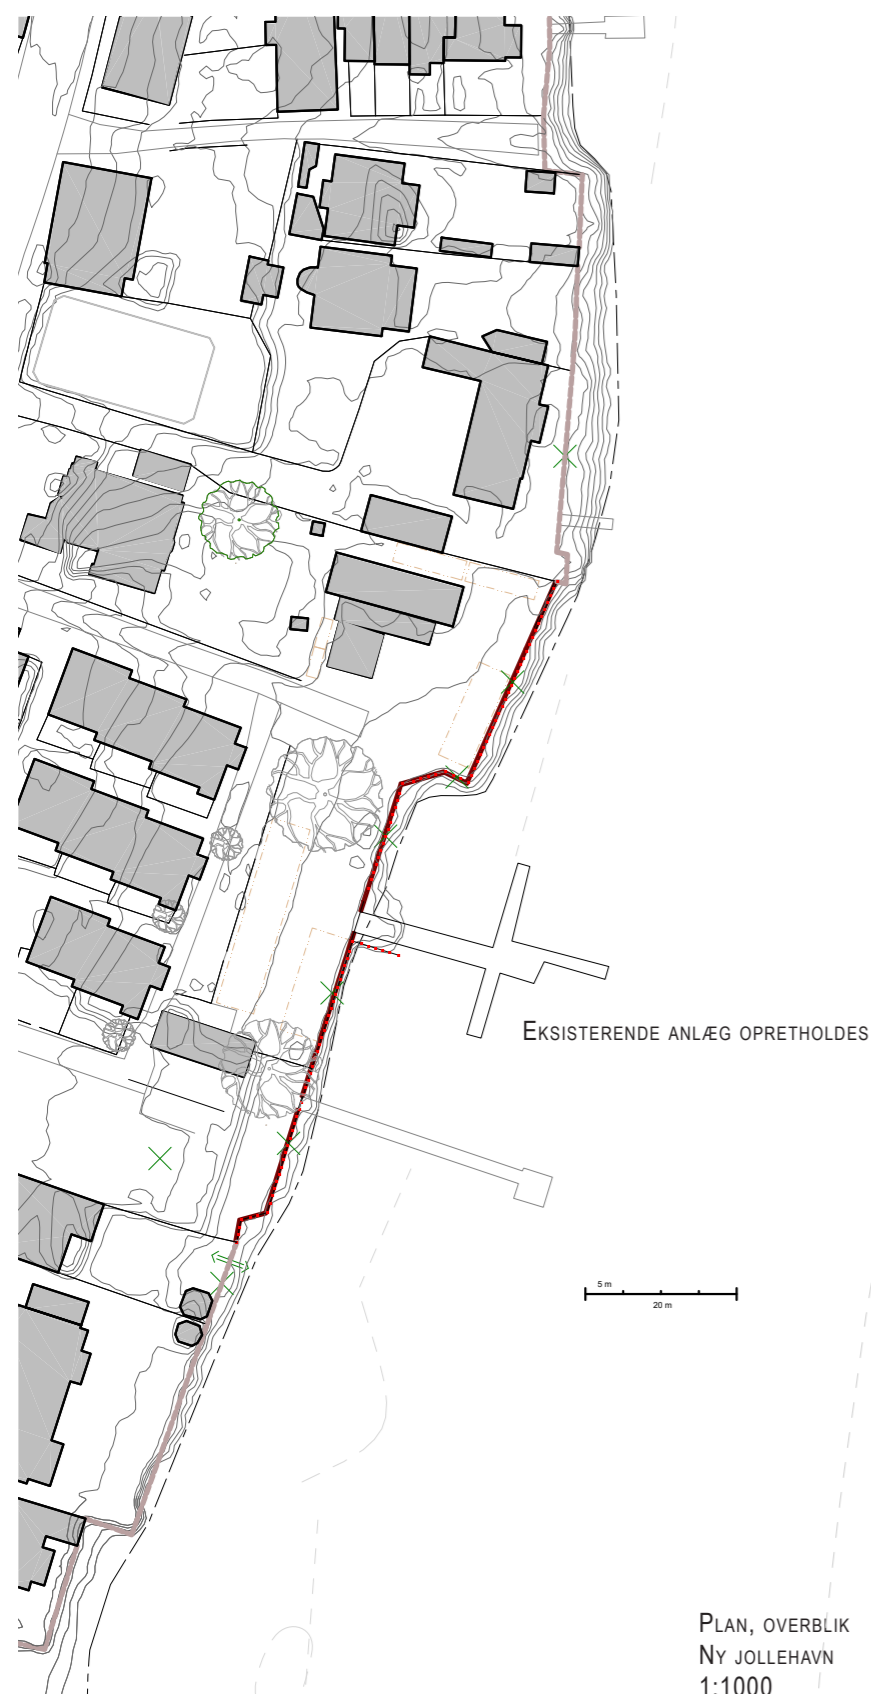 EKSISTERENDE ANLÆG OPRETHOLDES
5 m
20 m
PLAN, OVERBLIK
NY JOLLEHAVN
1:1000